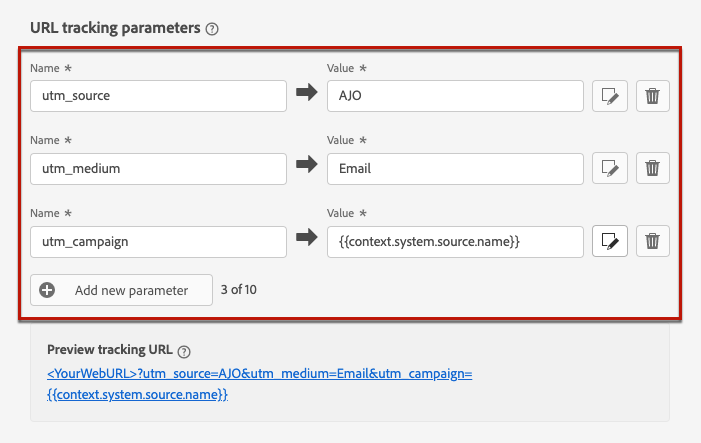 URL tracking parameters ?
Name * Value *
utm_source AJO
Name * Value *
utm_medium Email
Name * Value *
utm_campaign {{context.system.source.name}}
Add new parameter 3 of 10
Preview tracking URL ?
<YourWebURL>?utm_source=AJO&utm_medium=Email&utm_campaign=
{{context.system.source.name}}